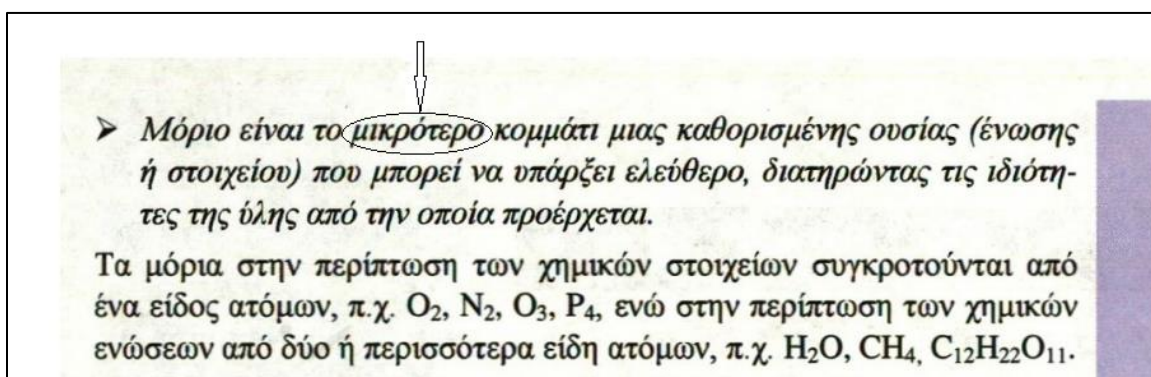 ➤ Μόριο είναι το μικρότερο κομμάτι μιας καθορισμένης ουσίας (ένωσης
ή στοιχείου) που μπορεί να υπάρξει ελεύθερο, διατηρώντας τις ιδιότη-
τες της ύλης από την οποία προέρχεται.
Τα μόρια στην περίπτωση των χημικών στοιχείων συγκροτούνται από
ένα είδος ατόμων, π.χ. O₂, N₂, O₃, P₄, ενώ στην περίπτωση των χημικών
ενώσεων από δύο ή περισσότερα είδη ατόμων, π.χ. H₂O, CH₄, C₁₂H₂₂O₁₁.